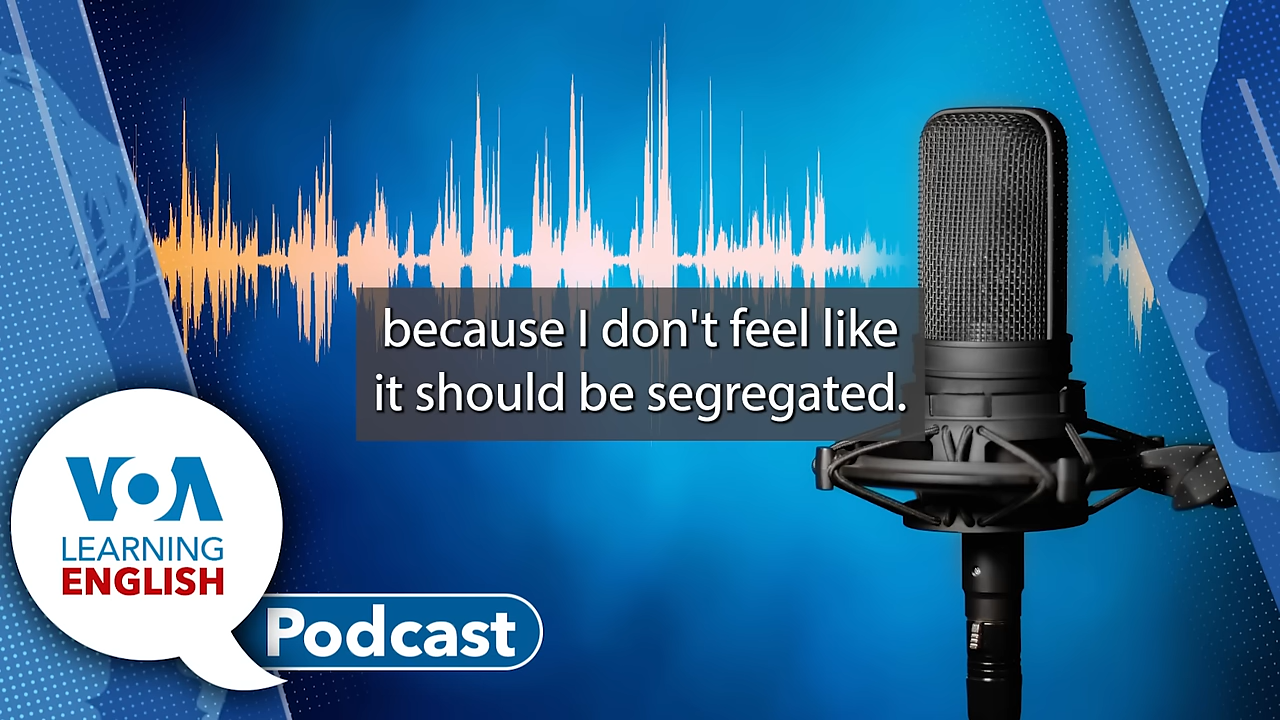 because I don't feel like
it should be segregated.
VOA
LEARNING
ENGLISH
Podcast